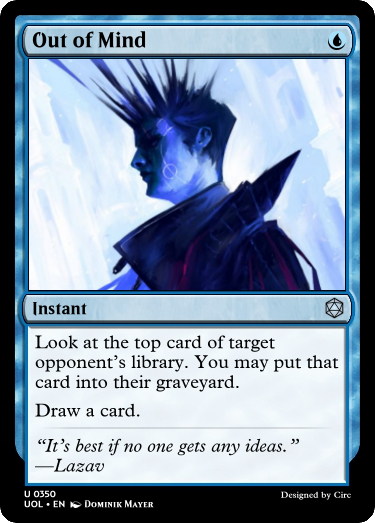 Out of Mind
Instant
Look at the top card of target
opponent's library. You may put that
card into their graveyard.
Draw a card.
“It's best if no one gets any ideas.”
—Lazav
U 0350
UOL • EN Dominik Mayer
Designed by Circ